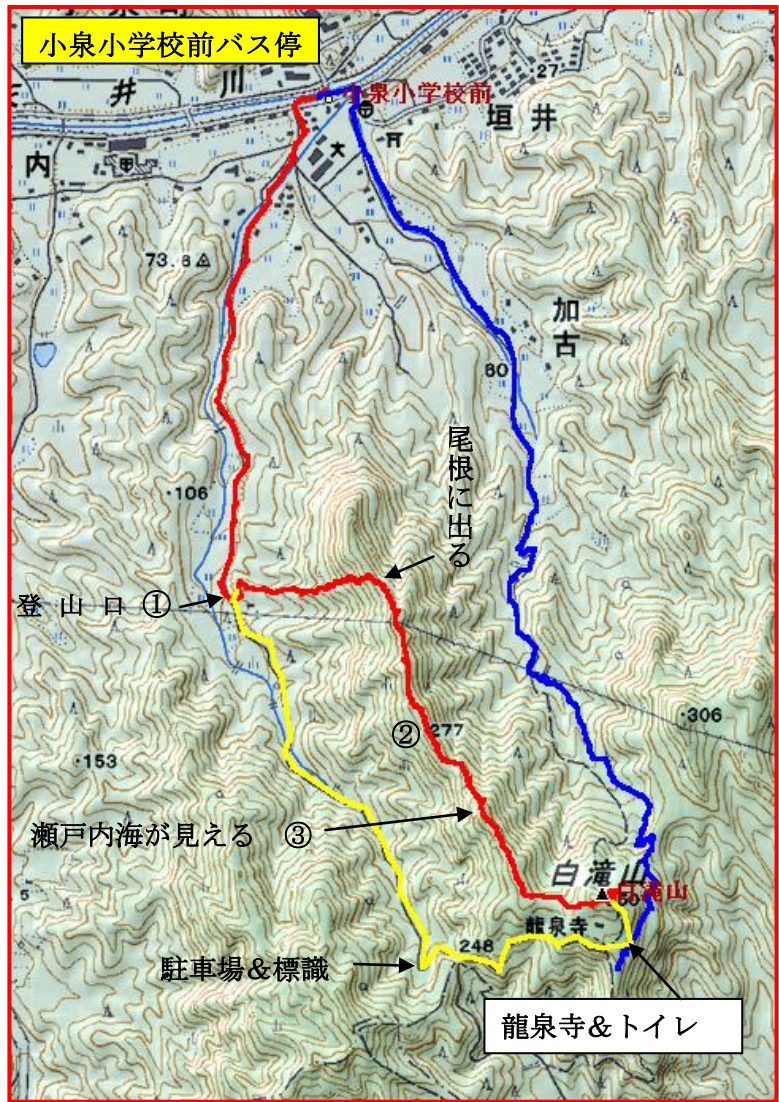 小泉小学校前バス停
井
川
小泉小学校前
27
垣井
内
文
73.8
加古
60
尾根に出る
106
登山口 ①
306
277
②
153
瀬戸内海が見える ③
白滝山
白滝山
5
龍泉寺
248
駐車場&標識
龍泉寺&トイレ